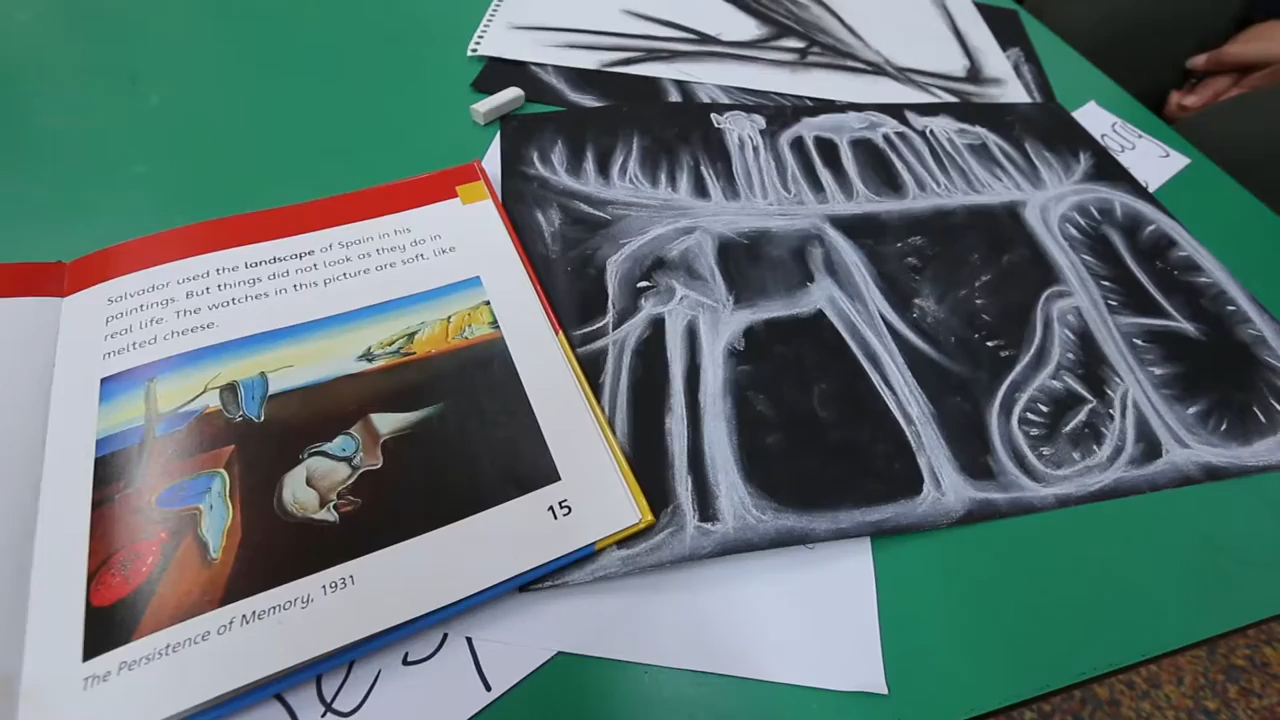 Salvador used the landscape of Spain in his
paintings. But things did not look as they do in
real life. The watches in this picture are soft, like
melted cheese.
The Persistence of Memory, 1931
15